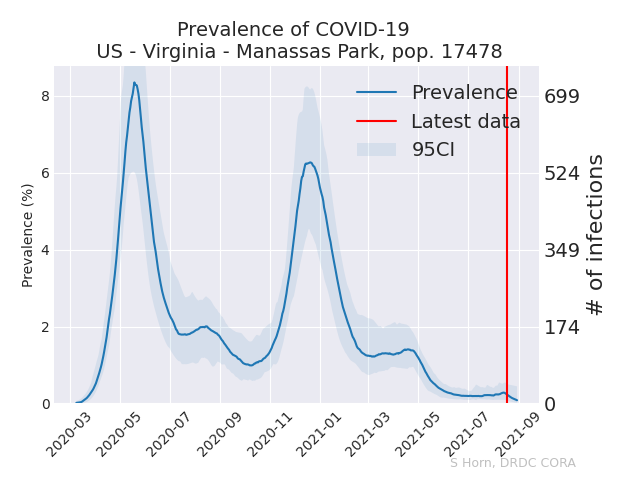 Prevalence of COVID-19
US - Virginia - Manassas Park, pop. 17478
Prevalence
Latest data
95CI
Prevalence (%)
8
6
4
2
0
699
524
349
174
0
# of infections
2020-03
2020-05
2020-07
2020-09
2020-11
2021-01
2021-03
2021-05
2021-07
2021-09
S Horn, DRDC CORA